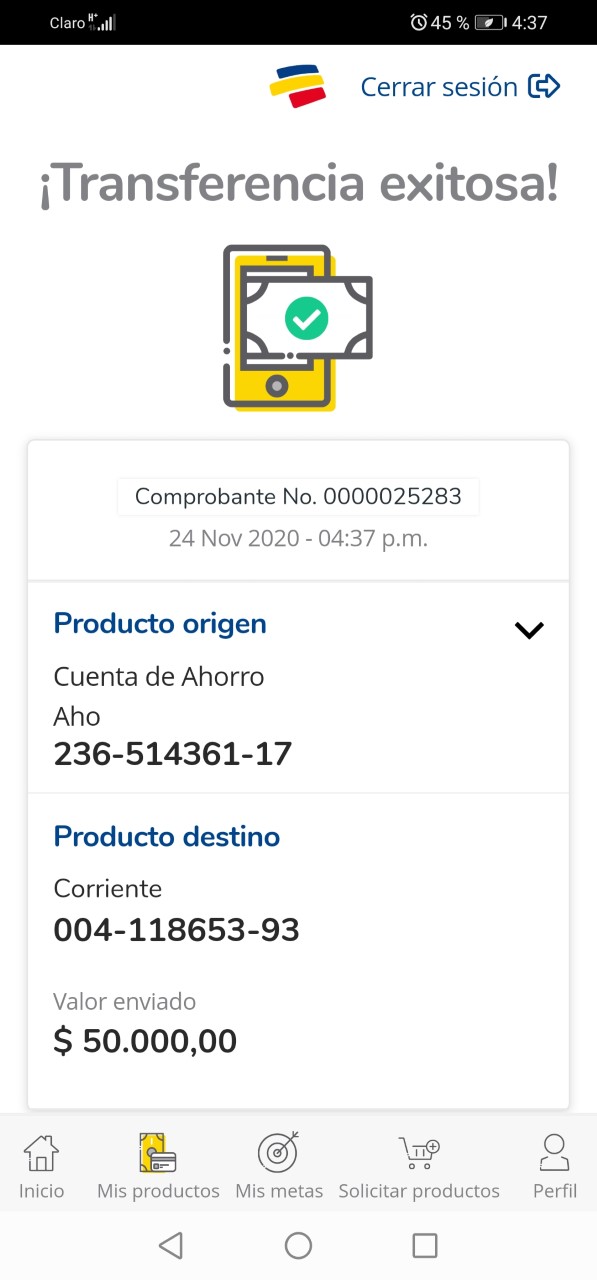 Claro H+ 45 % 4:37
Cerrar sesión
¡Transferencia exitosa!
Comprobante No. 0000025283
24 Nov 2020 - 04:37 p.m.
Producto origen
Cuenta de Ahorro
Aho
236-514361-17
Producto destino
Corriente
004-118653-93
Valor enviado
$ 50.000,00
Inicio Mis productos Mis metas Solicitar productos Perfil